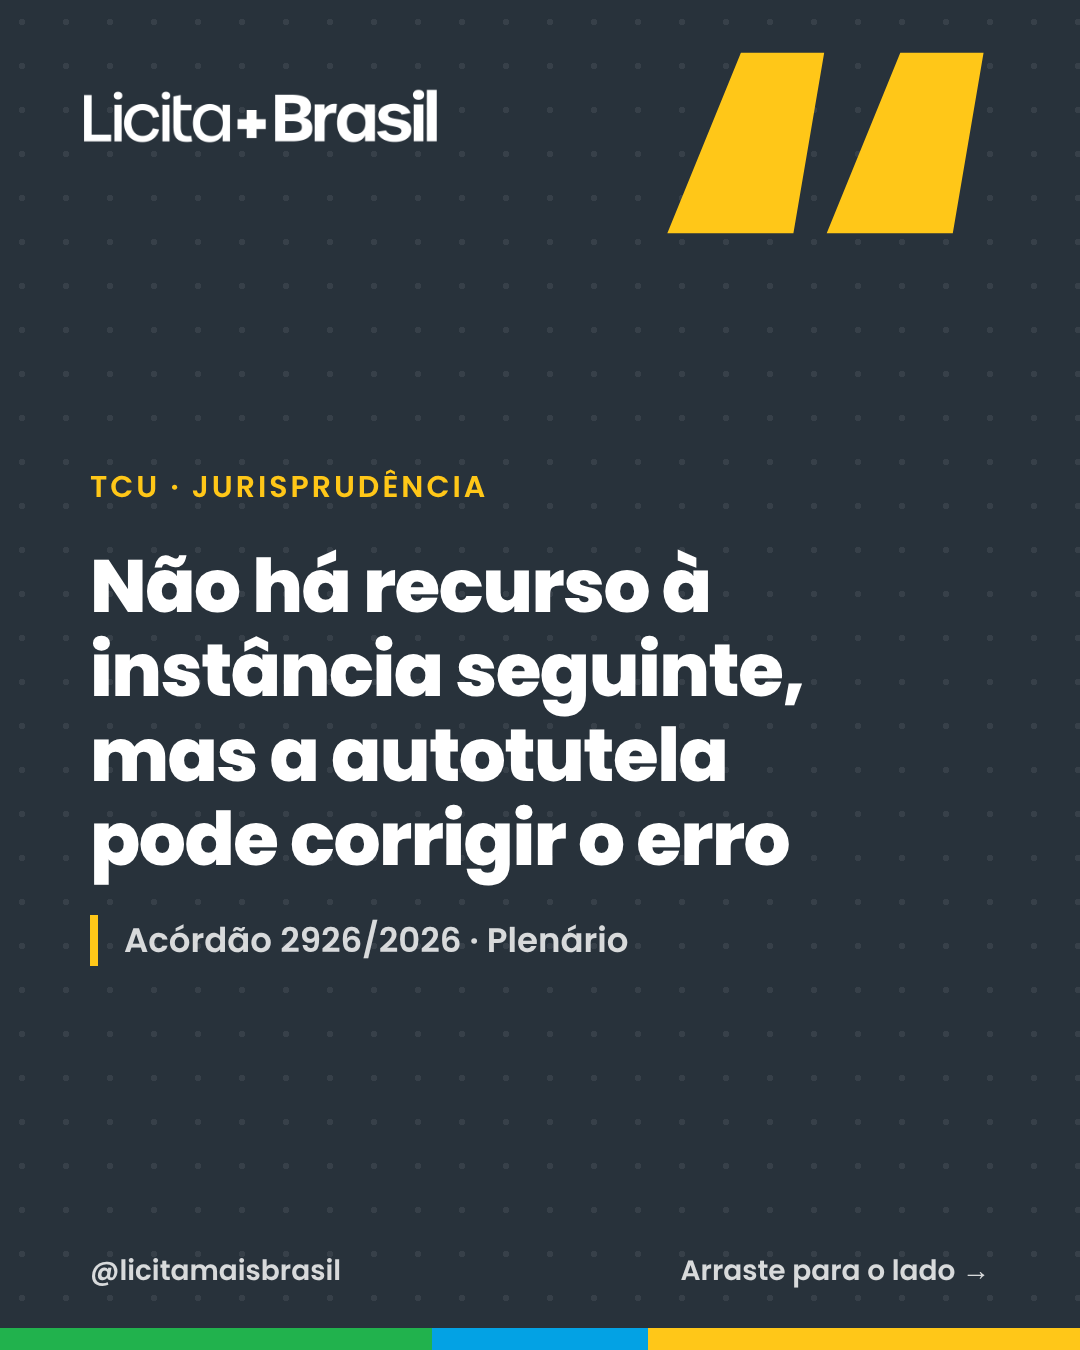 Licita+Brasil
TCU · JURISPRUDÊNCIA
Não há recurso à
instância seguinte,
mas a autotutela
pode corrigir o erro
Acórdão 2926/2026 · Plenário
@licitamaisbrasil
Arraste para o lado →